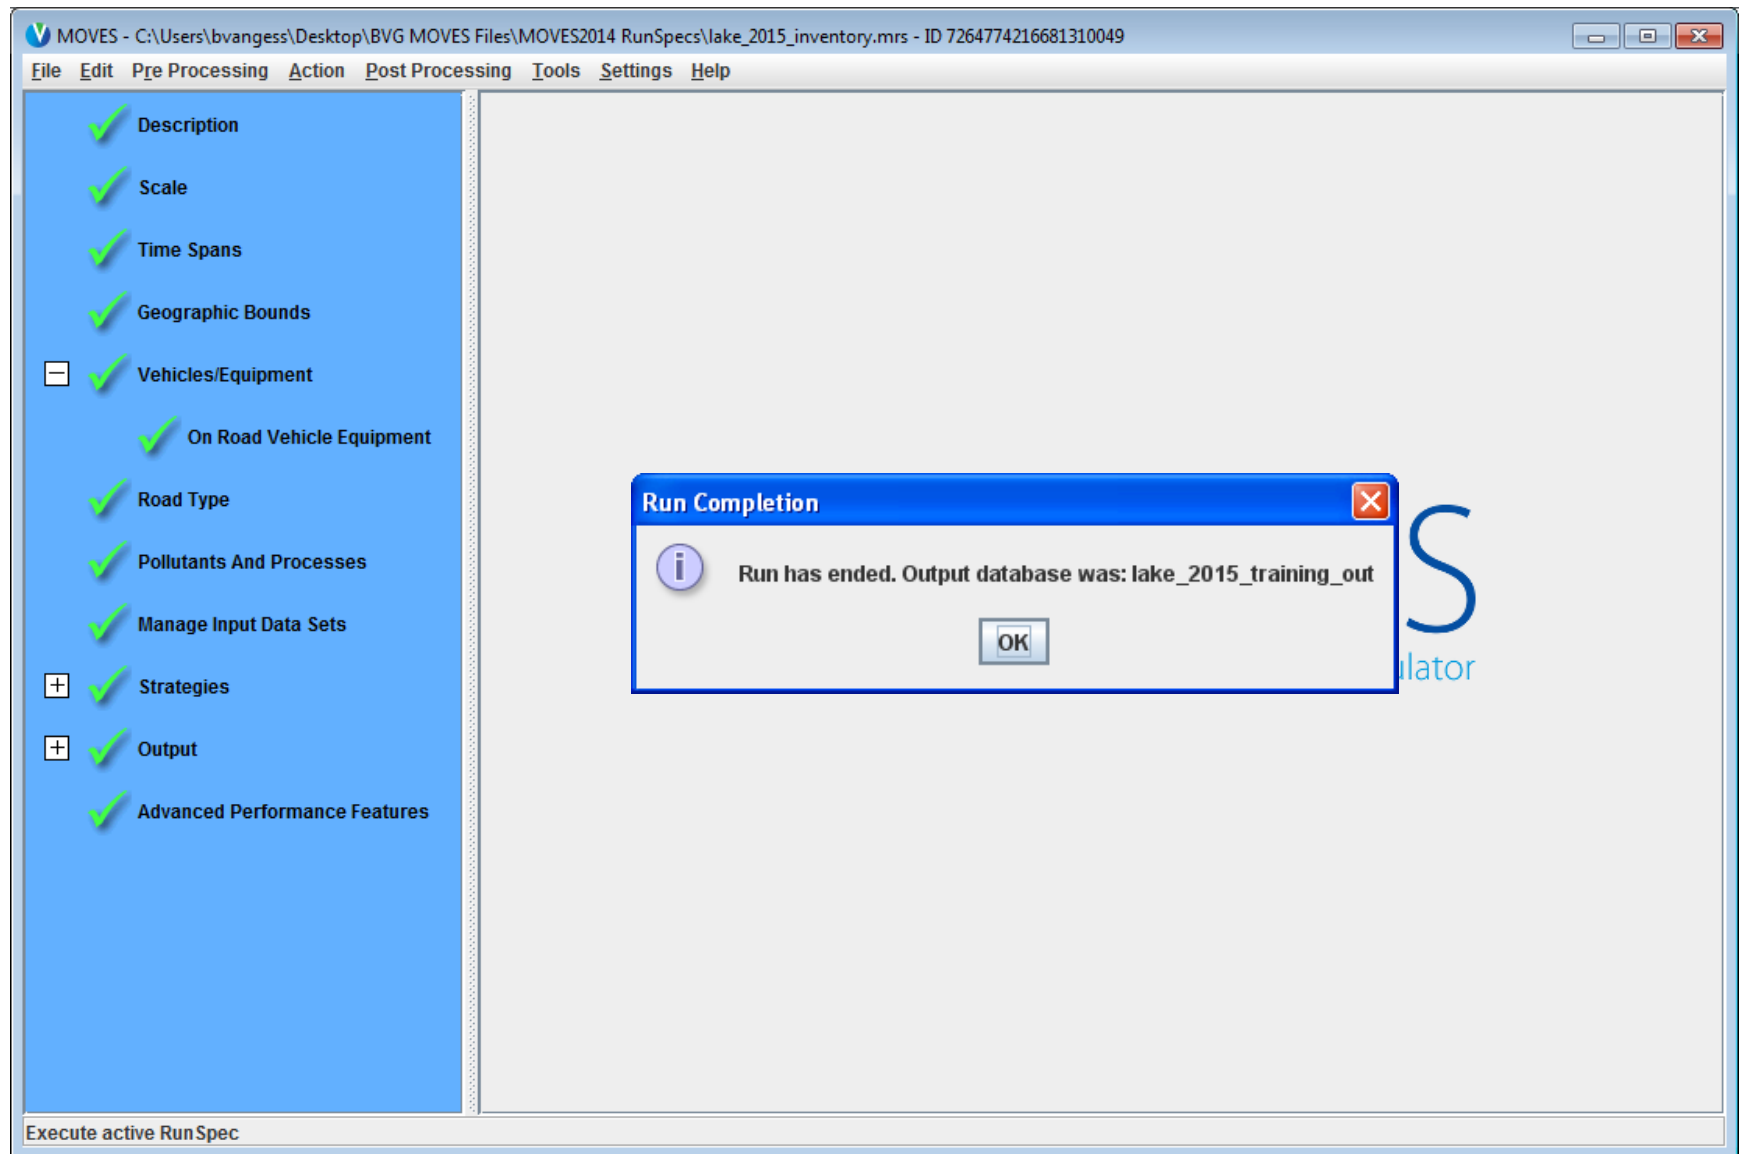 MOVES - C:\Users\bvangess\Desktop\BVG MOVES Files\MOVES2014 RunSpecs\lake_2015_inventory.mrs - ID 7264774216681310049
File Edit Pre Processing Action Post Processing Tools Settings Help
Description
Scale
Time Spans
Geographic Bounds
Vehicles/Equipment
On Road Vehicle Equipment
Road Type
Pollutants And Processes
Manage Input Data Sets
Strategies
Output
Advanced Performance Features
Run Completion
Run has ended. Output database was: lake_2015_training_out
OK
S
ulator
Execute active RunSpec